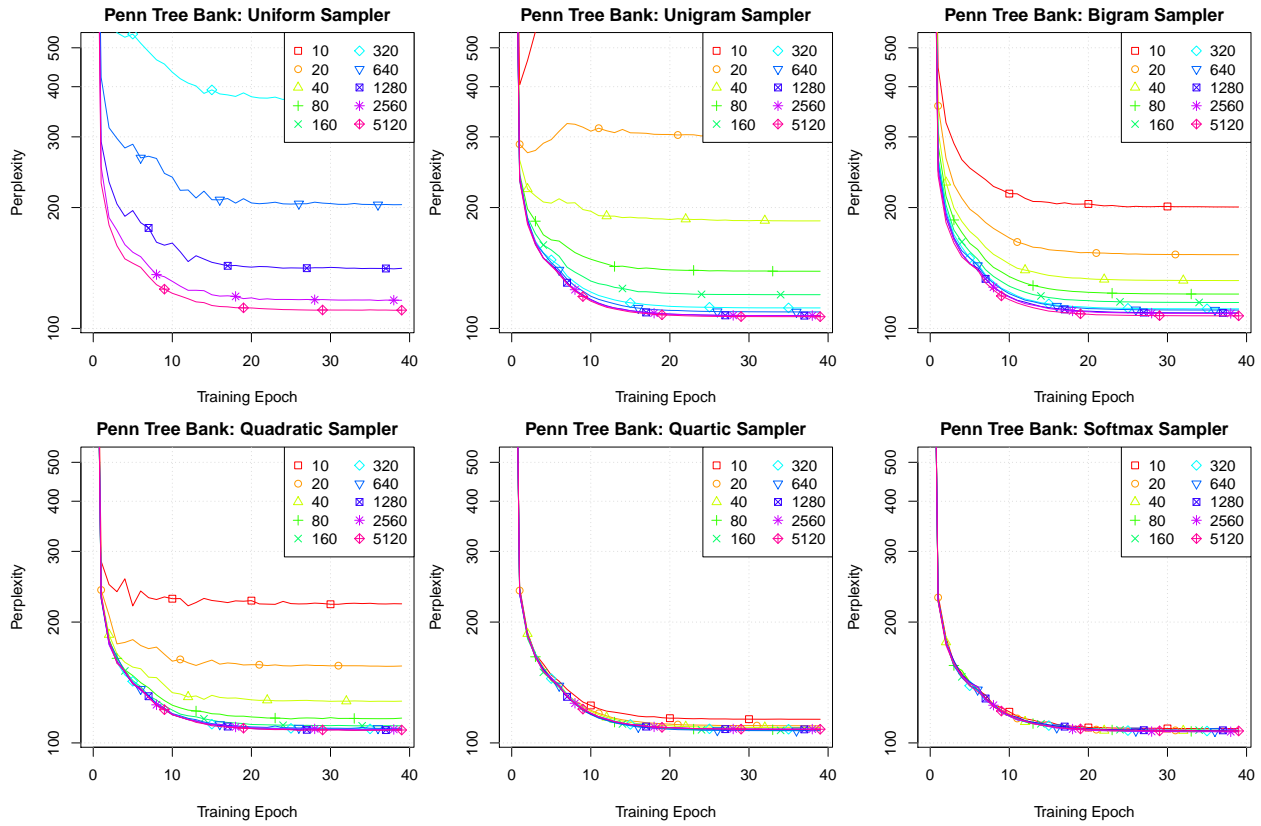 Penn Tree Bank: Uniform Sampler
Perplexity
500
400
300
200
100
10 320
20 640
40 1280
80 2560
160 5120
0 10 20 30 40
Training Epoch
Penn Tree Bank: Unigram Sampler
Perplexity
500
400
300
200
100
10 320
20 640
40 1280
80 2560
160 5120
0 10 20 30 40
Training Epoch
Penn Tree Bank: Bigram Sampler
Perplexity
500
400
300
200
100
10 320
20 640
40 1280
80 2560
160 5120
0 10 20 30 40
Training Epoch
Penn Tree Bank: Quadratic Sampler
Perplexity
500
400
300
200
100
10 320
20 640
40 1280
80 2560
160 5120
0 10 20 30 40
Training Epoch
Penn Tree Bank: Quartic Sampler
Perplexity
500
400
300
200
100
10 320
20 640
40 1280
80 2560
160 5120
0 10 20 30 40
Training Epoch
Penn Tree Bank: Softmax Sampler
Perplexity
500
400
300
200
100
10 320
20 640
40 1280
80 2560
160 5120
0 10 20 30 40
Training Epoch